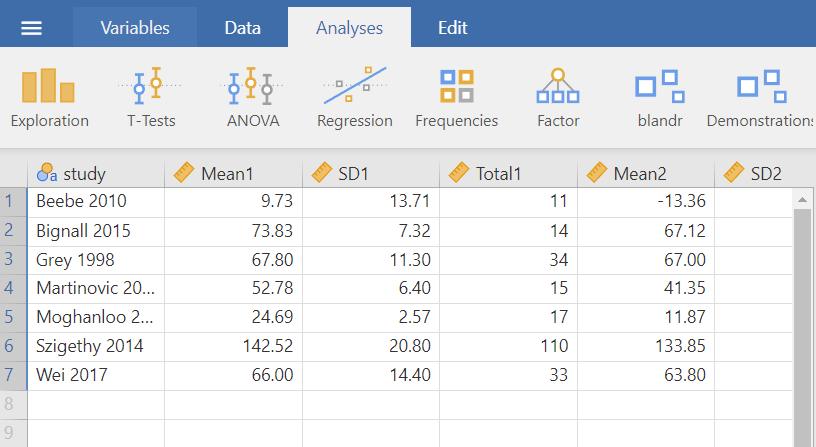 Variables Data Analyses Edit
Exploration T-Tests ANOVA Regression Frequencies Factor blandr Demonstrations
a study Mean1 SD1 Total1 Mean2 SD2
1 Beebe 2010 9.73 13.71 11 -13.36
2 Bignall 2015 73.83 7.32 14 67.12
3 Grey 1998 67.80 11.30 34 67.00
4 Martinovic 20... 52.78 6.40 15 41.35
5 Moghanloo 2... 24.69 2.57 17 11.87
6 Szigethy 2014 142.52 20.80 110 133.85
7 Wei 2017 66.00 14.40 33 63.80
8
9